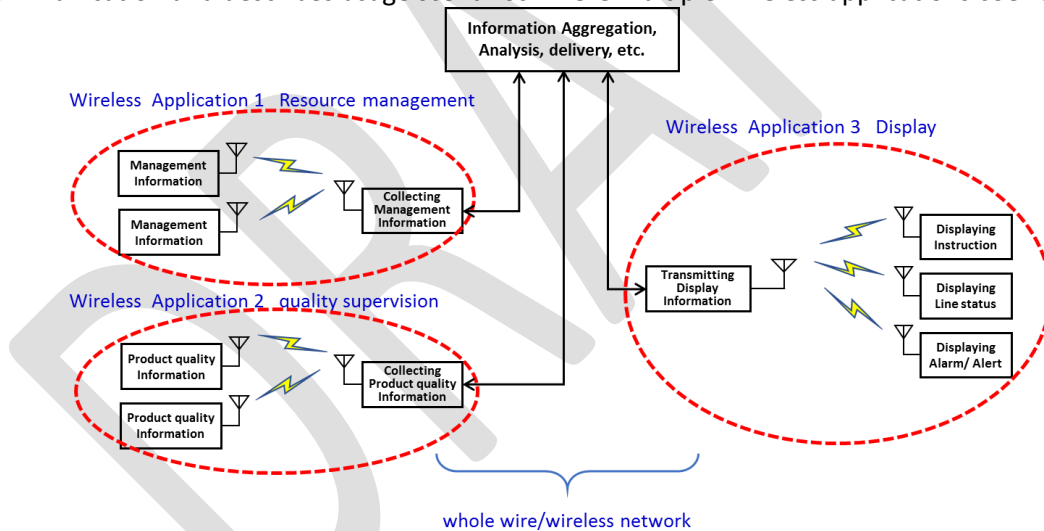 Information Aggregation,
Analysis, delivery, etc.
Wireless Application 1 Resource management
Management
Information
Management
Information
Collecting
Management
Information
Wireless Application 2 quality supervision
Product quality
Information
Product quality
Information
Collecting
Product quality
Information
Wireless Application 3 Display
Transmitting
Display
Information
Displaying
Instruction
Displaying
Line status
Displaying
Alarm/ Alert
whole wire/wireless network